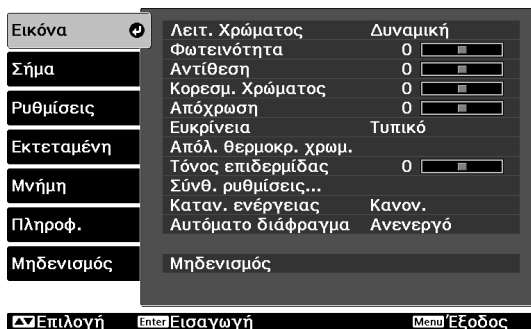 Εικόνα
Σήμα
Ρυθμίσεις
Εκτεταμένη
Μνήμη
Πληροφ.
Μηδενισμός
Λειτ. Χρώματος Δυναμική
Φωτεινότητα 0
Αντίθεση 0
Κορεσμ. Χρώματος 0
Απόχρωση 0
Ευκρίνεια Τυπικό
Απόλ. θερμοκρ. χρωμ.
Τόνος επιδερμίδας 0
Σύνθ. ρυθμίσεις...
Καταν. ενέργειας Κανον.
Αυτόματο διάφραγμα Ανενεργό
Μηδενισμός
Επιλογή Enter Εισαγωγή Menu Έξοδος